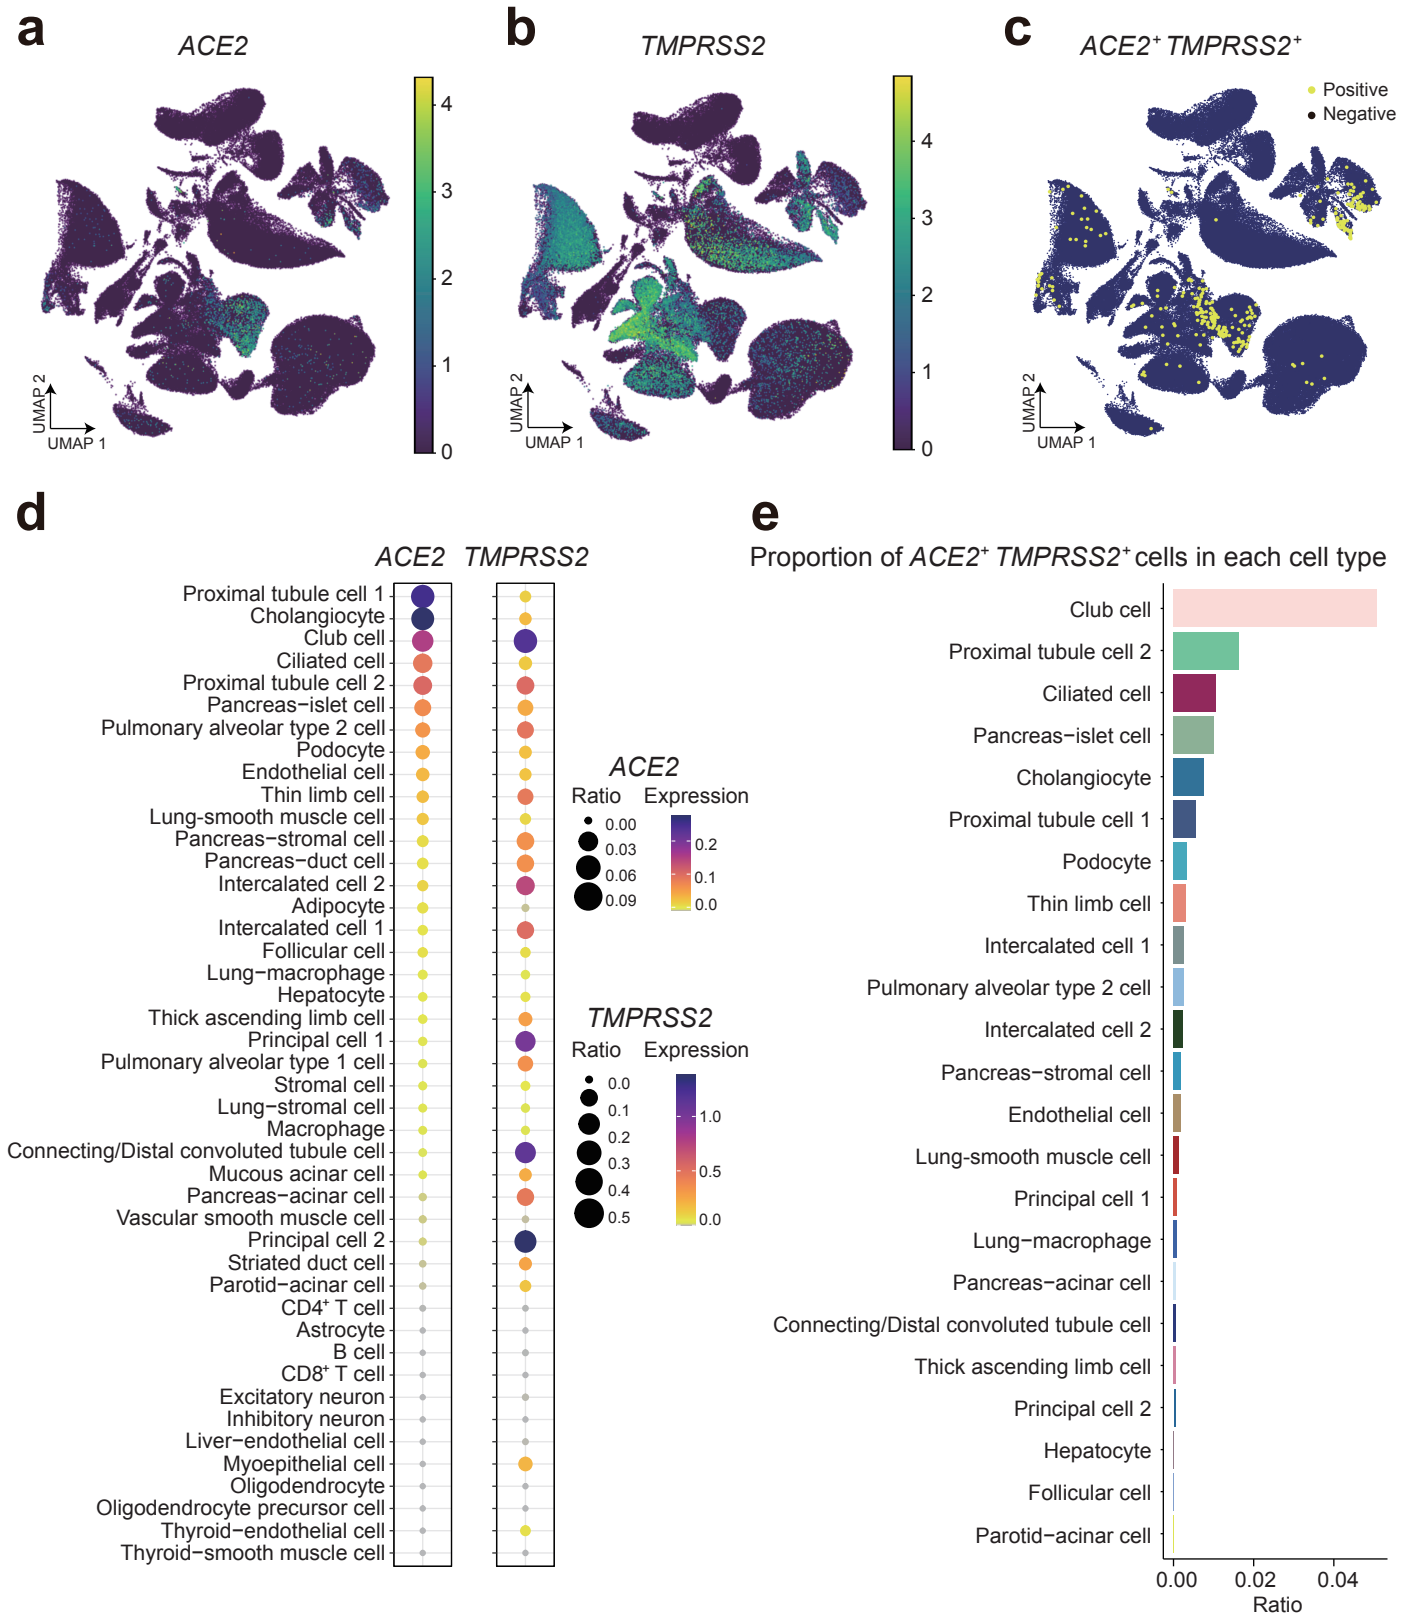 a
ACE2
4
3
2
1
0
UMAP 2
UMAP 1
b
TMPRSS2
4
3
2
1
0
UMAP 2
UMAP 1
c
ACE2⁺ TMPRSS2⁺
Positive
Negative
UMAP 2
UMAP 1
d
ACE2 TMPRSS2
Proximal tubule cell 1
Cholangiocyte
Club cell
Ciliated cell
Proximal tubule cell 2
Pancreas−islet cell
Pulmonary alveolar type 2 cell
Podocyte
Endothelial cell
Thin limb cell
Lung−smooth muscle cell
Pancreas−stromal cell
Pancreas−duct cell
Intercalated cell 2
Adipocyte
Intercalated cell 1
Follicular cell
Lung−macrophage
Hepatocyte
Thick ascending limb cell
Principal cell 1
Pulmonary alveolar type 1 cell
Stromal cell
Lung−stromal cell
Macrophage
Connecting/Distal convoluted tubule cell
Mucous acinar cell
Pancreas−acinar cell
Vascular smooth muscle cell
Principal cell 2
Striated duct cell
Parotid−acinar cell
CD4⁺ T cell
Astrocyte
B cell
CD8⁺ T cell
Excitatory neuron
Inhibitory neuron
Liver−endothelial cell
Myoepithelial cell
Oligodendrocyte
Oligodendrocyte precursor cell
Thyroid−endothelial cell
Thyroid−smooth muscle cell
ACE2
Ratio Expression
0.00
0.03
0.06
0.09
0.2
0.1
0.0
TMPRSS2
Ratio Expression
0.0
0.1
0.2
0.3
0.4
0.5
1.0
0.5
0.0
e
Proportion of ACE2⁺ TMPRSS2⁺ cells in each cell type
Club cell
Proximal tubule cell 2
Ciliated cell
Pancreas−islet cell
Cholangiocyte
Proximal tubule cell 1
Podocyte
Thin limb cell
Intercalated cell 1
Pulmonary alveolar type 2 cell
Intercalated cell 2
Pancreas−stromal cell
Endothelial cell
Lung-smooth muscle cell
Principal cell 1
Lung−macrophage
Pancreas−acinar cell
Connecting/Distal convoluted tubule cell
Thick ascending limb cell
Principal cell 2
Hepatocyte
Follicular cell
Parotid−acinar cell
0.00 0.02 0.04
Ratio